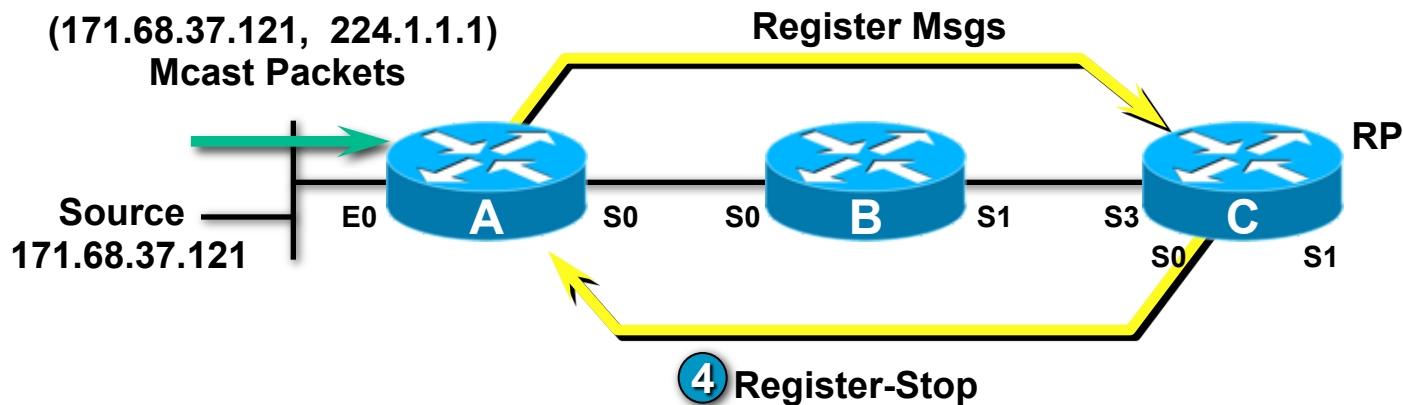 (171.68.37.121, 224.1.1.1)
Mcast Packets
Register Msgs
RP
Source
171.68.37.121
E0
A
S0
S0
B
S1
S3
C
S0
S1
4 Register-Stop